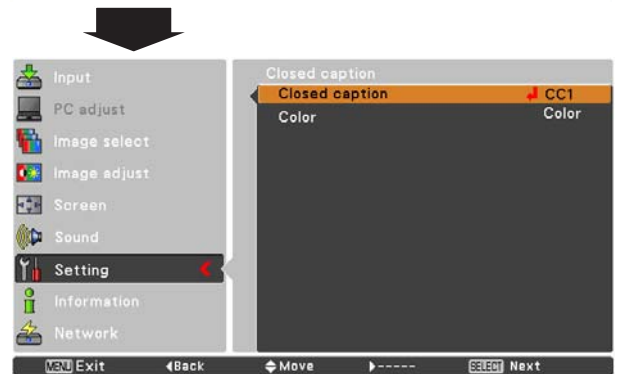 Input
PC adjust
Image select
Image adjust
Screen
Sound
Setting
Information
Network
Closed caption
Closed caption CC1
Color Color
MENU Exit Back Move ----- SELECT Next